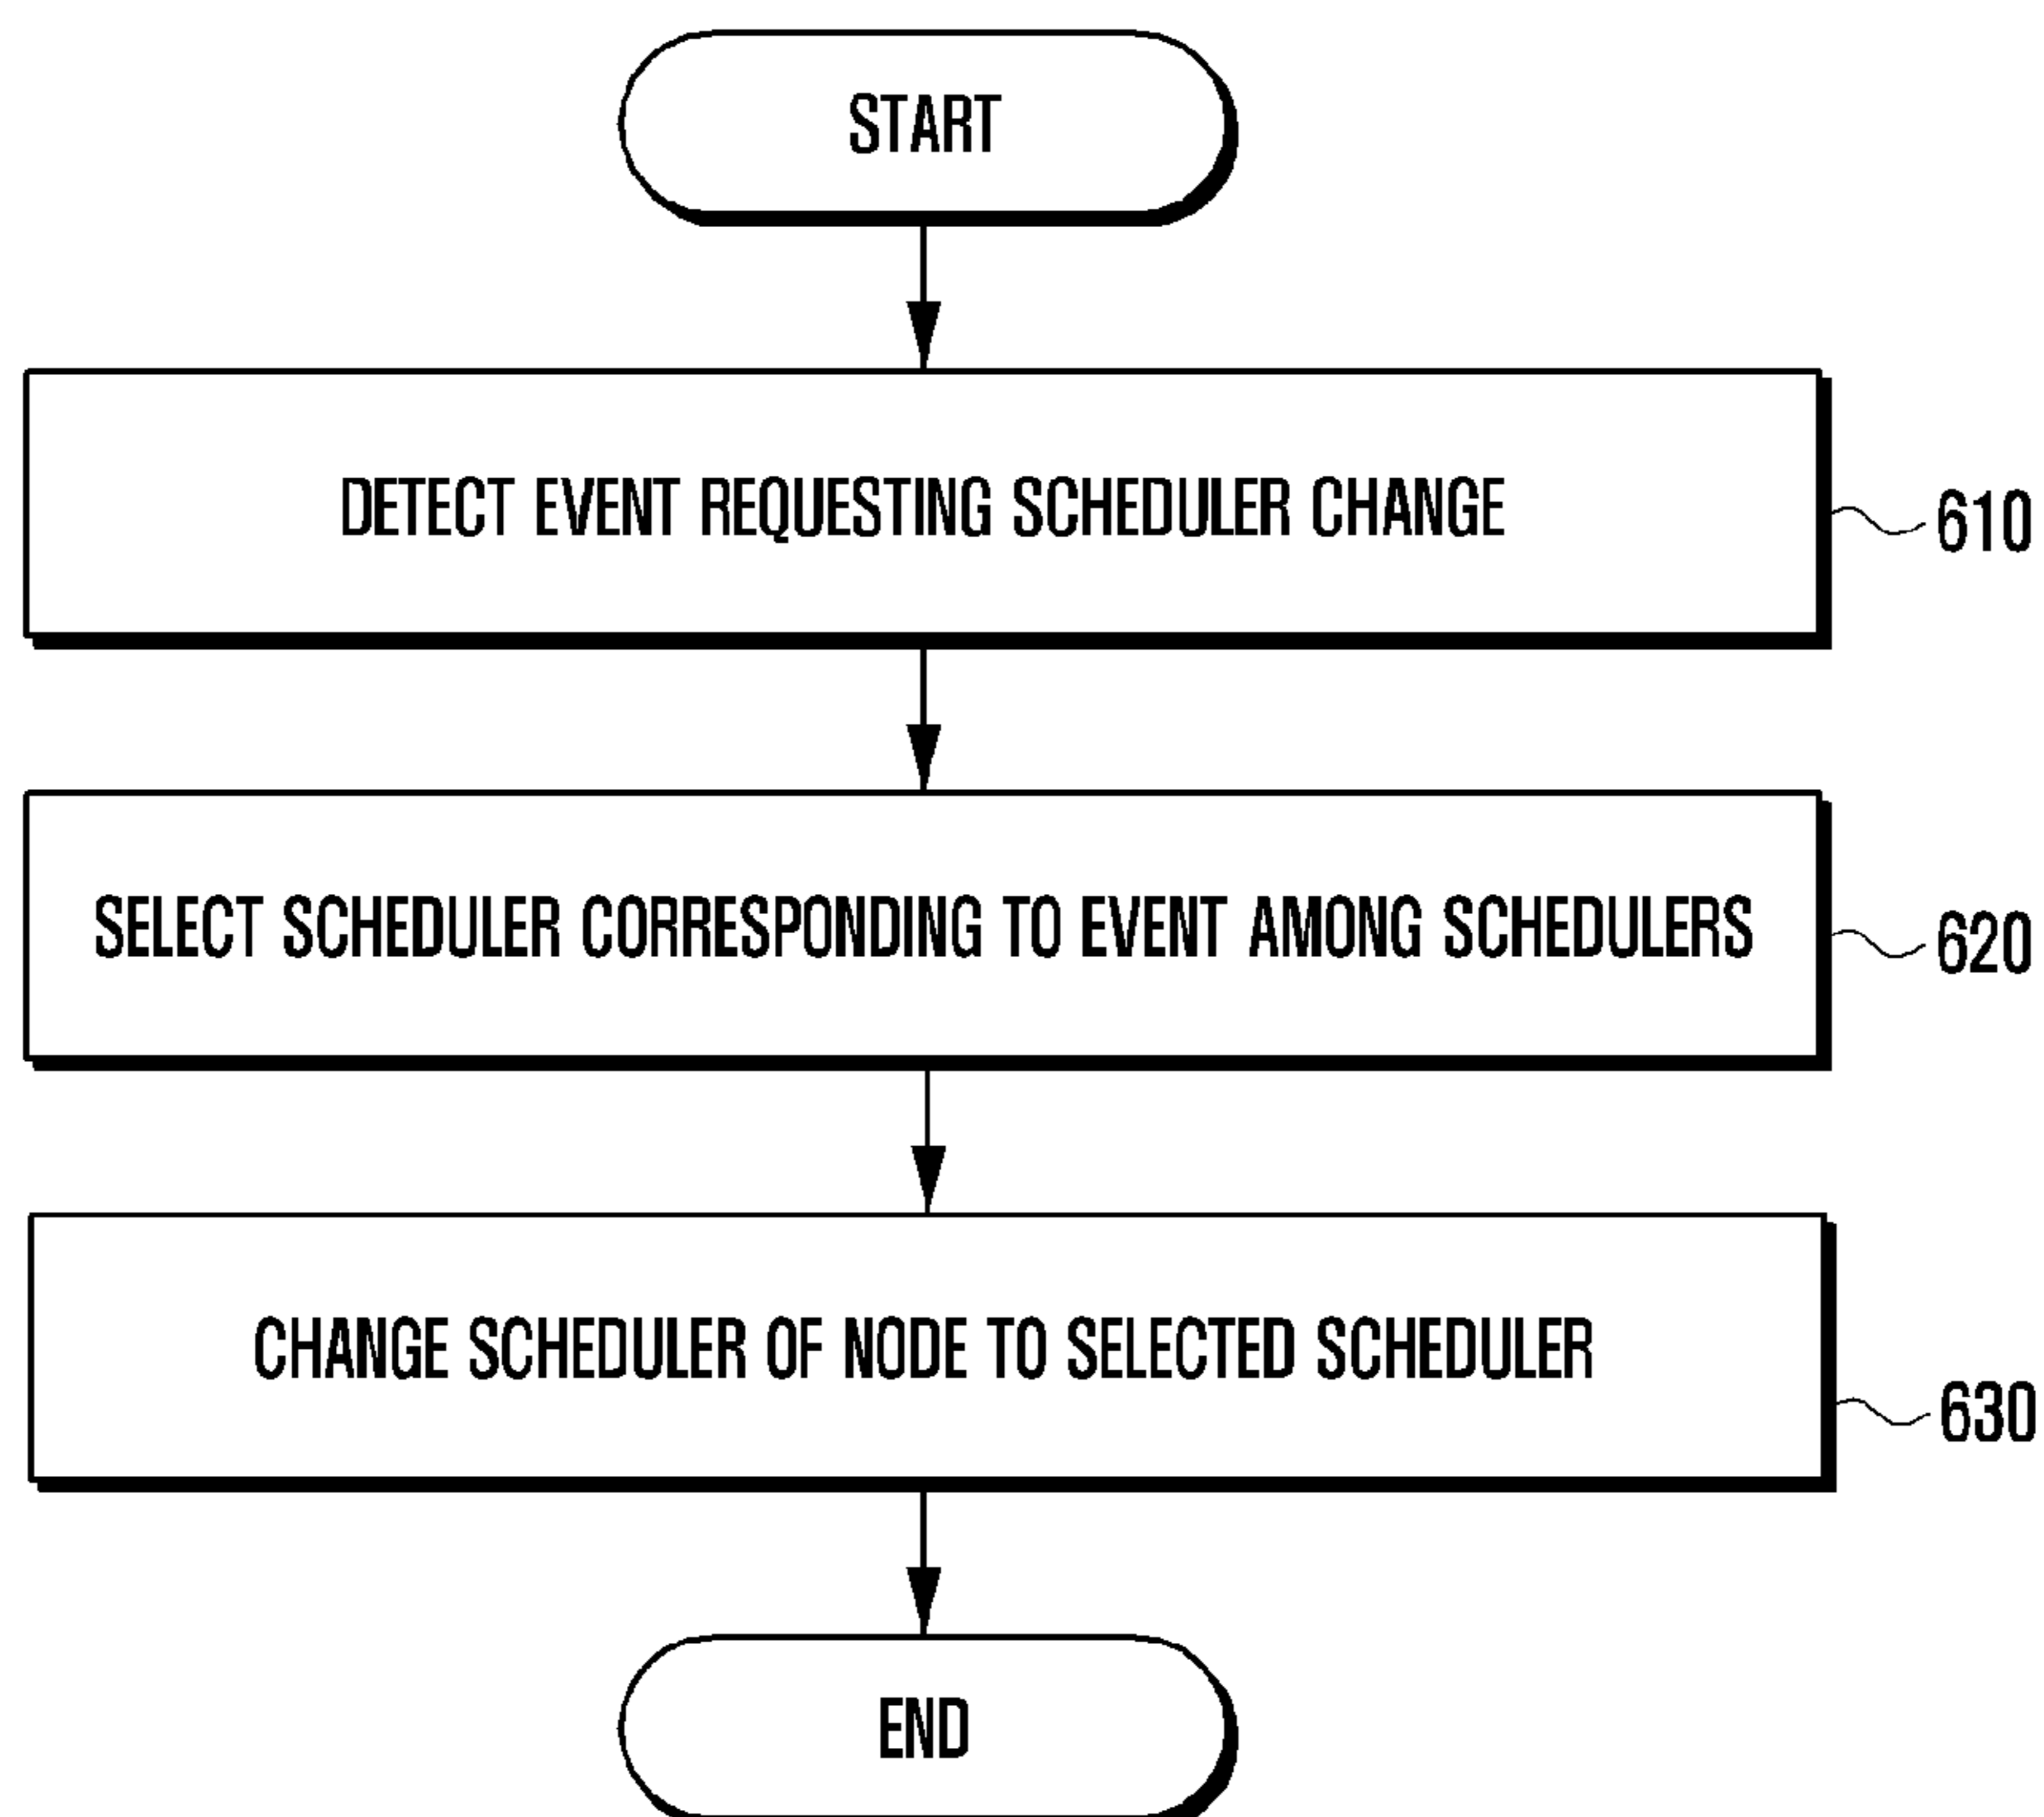 START
DETECT EVENT REQUESTING SCHEDULER CHANGE
610
SELECT SCHEDULER CORRESPONDING TO EVENT AMONG SCHEDULERS
620
CHANGE SCHEDULER OF NODE TO SELECTED SCHEDULER
630
END